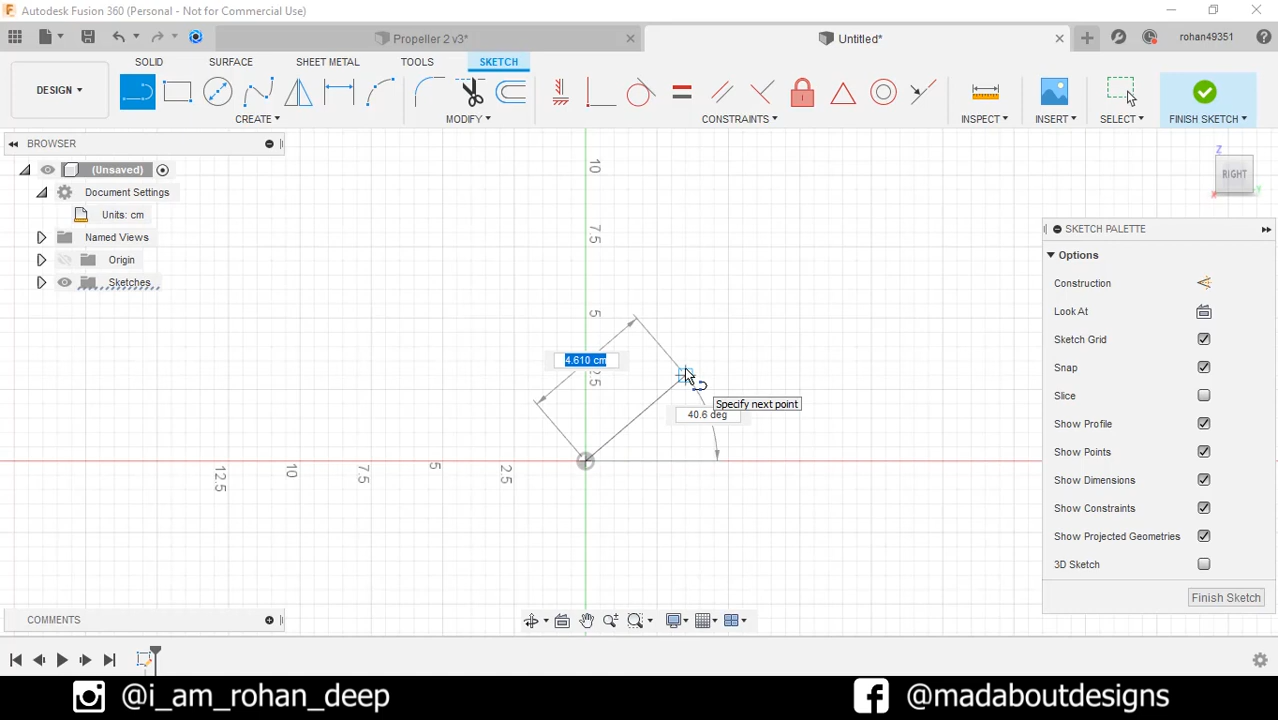 Autodesk Fusion 360 (Personal - Not for Commercial Use)
Propeller 2 v3*
Untitled*
rohan49351
DESIGN
SOLID
SURFACE
SHEET METAL
TOOLS
SKETCH
CREATE
MODIFY
CONSTRAINTS
INSPECT
INSERT
SELECT
FINISH SKETCH
BROWSER
(Unsaved)
Document Settings
Units: cm
Named Views
Origin
Sketches
10
7.5
5
2.5
12.5
10
7.5
5
2.5
4.610 cm
40.6 deg
Specify next point
Z
RIGHT
X
Y
SKETCH PALETTE
Options
Construction
Look At
Sketch Grid
Snap
Slice
Show Profile
Show Points
Show Dimensions
Show Constraints
Show Projected Geometries
3D Sketch
Finish Sketch
COMMENTS
@i_am_rohan_deep
@madaboutdesigns